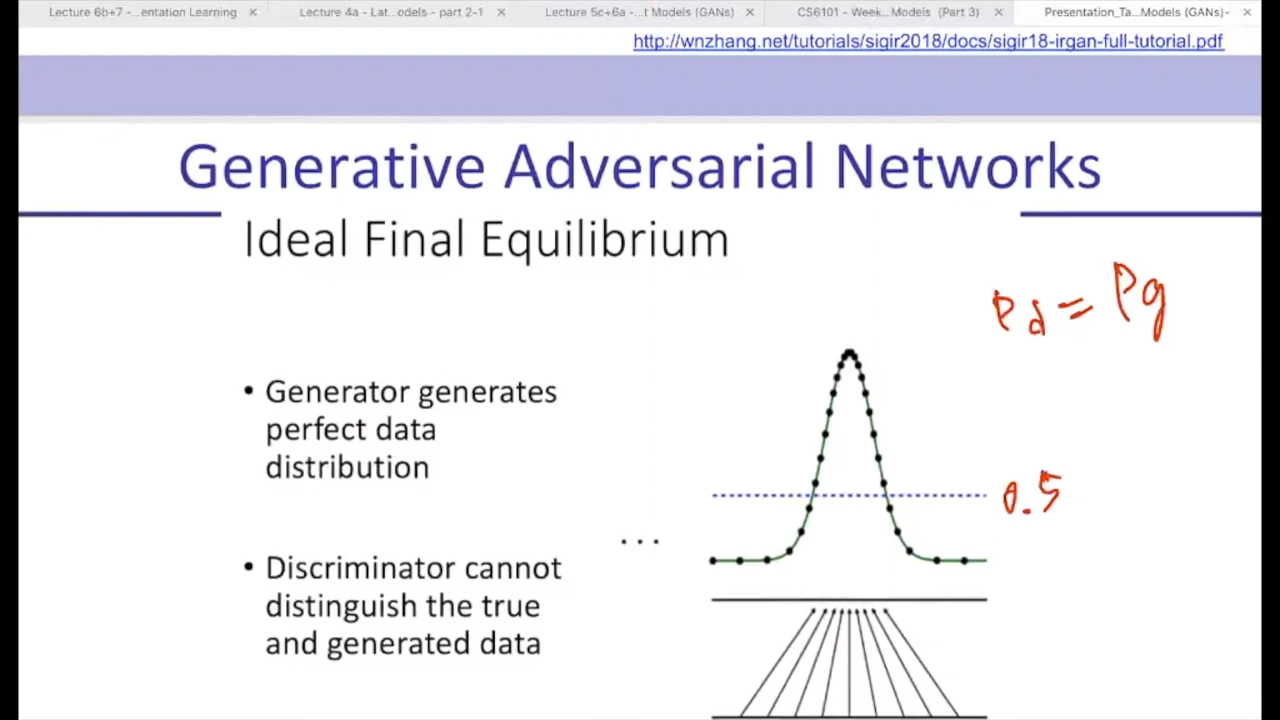 Lecture 6b+7 - ...entation Learning
Lecture 4a - Lat...odels - part 2-1
Lecture 5c+6a -...t Models (GANs)
CS6101 - Week...Models (Part 3)
Presentation_Ta...Models (GANs)-
http://wnzhang.net/tutorials/sigir2018/docs/sigir18-irgan-full-tutorial.pdf
Generative Adversarial Networks
Ideal Final Equilibrium
Pd = Pg
• Generator generates
perfect data
distribution
0.5
...
• Discriminator cannot
distinguish the true
and generated data